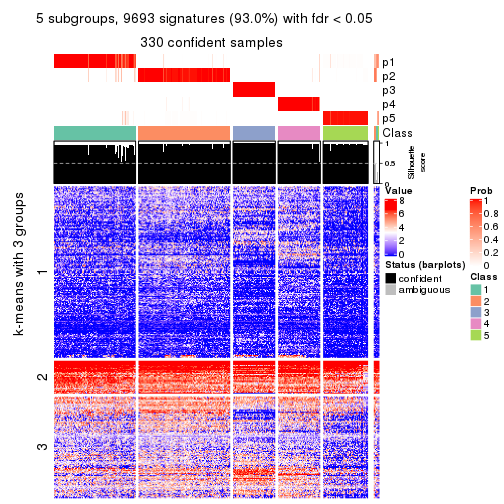 5 subgroups, 9693 signatures (93.0%) with fdr < 0.05
330 confident samples
p1
p2
p3
p4
p5
Class
1
0.5
0
Silhouette
score
k-means with 3 groups
1
2
3
Value
8
6
4
2
0
Status (barplots)
confident
ambiguous
Prob
1
0.8
0.6
0.4
0.2
0
Class
1
2
3
4
5